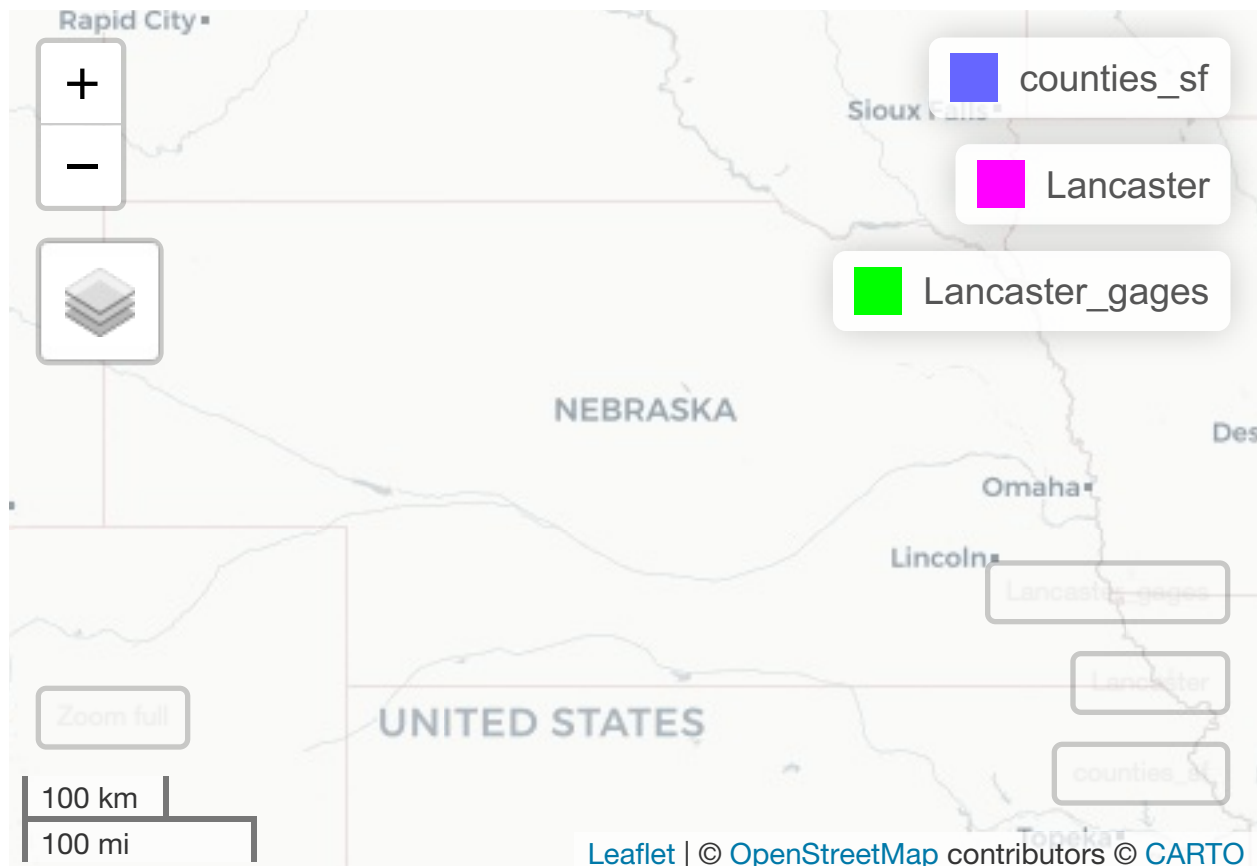 Rapid City
+
counties_sf
Sioux Falls
−
Lancaster
Lancaster_gages
NEBRASKA
Des
Omaha
Lincoln
Lancaster_gages
Lancaster
Zoom full
UNITED STATES
counties_sf
100 km
100 mi
Topeka
Leaflet | © OpenStreetMap contributors © CARTO